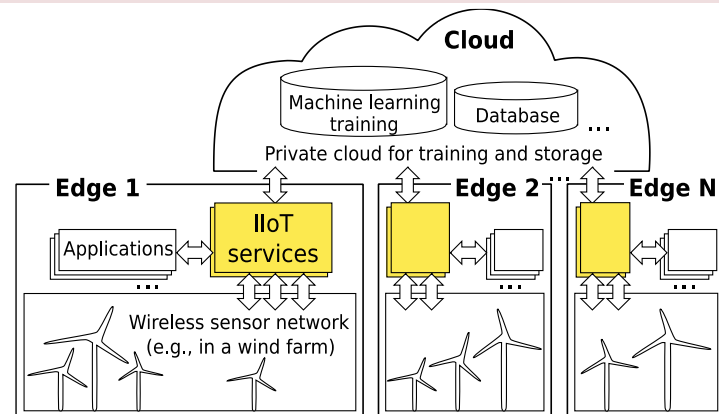 Cloud
Machine learning
training
Database
...
Private cloud for training and storage
...
Edge 1
Edge 2
Edge N
IIoT
services
Applications
...
...
...
Wireless sensor network
(e.g., in a wind farm)